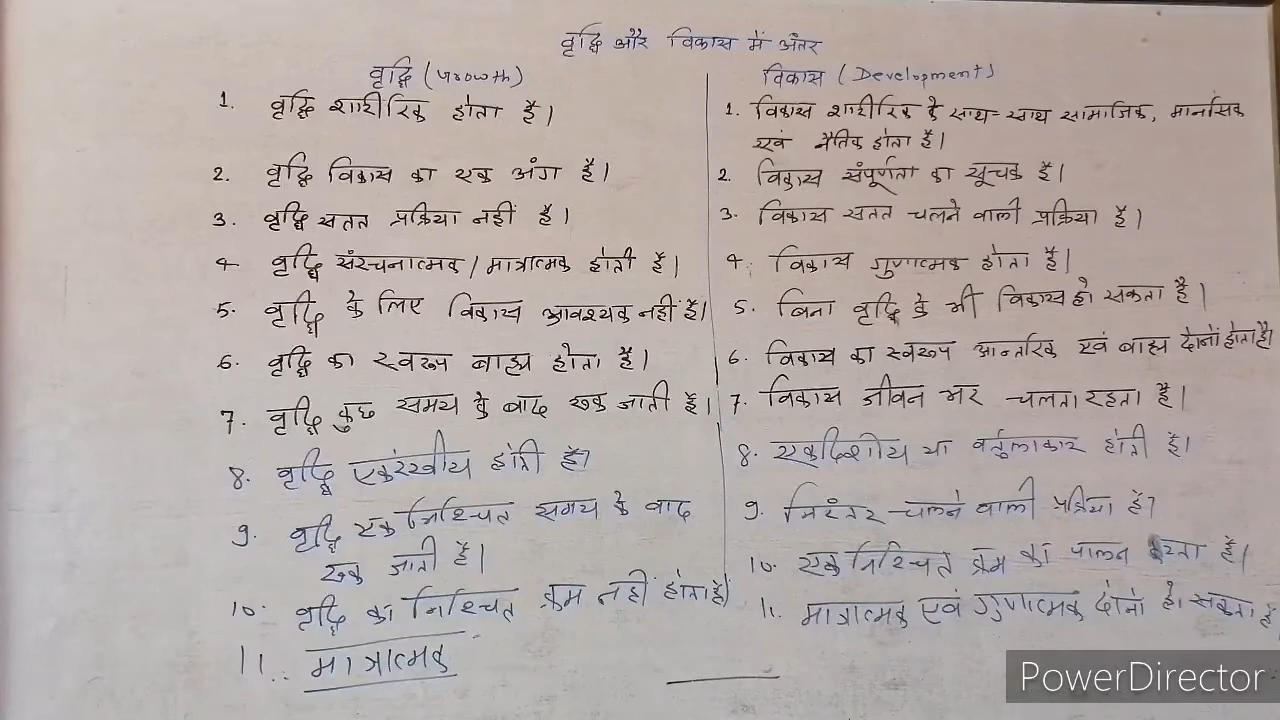 वृद्धि और विकास में अंतर
वृद्धि (Growth)
1. वृद्धि शारीरिक होता है।
2. वृद्धि विकास का एक अंग है।
3. वृद्धि सतत प्रक्रिया नहीं है।
4 वृद्धि संरचनात्मक / मात्रात्मक होती है।
5. वृद्धि के लिए विकास आवश्यक नहीं है।
6. वृद्धि का स्वरूप बाह्य होता है।
7. वृद्धि कुछ समय के बाद रुक जाती है।
8. वृद्धि एकरेखीय होती है
9. वृद्धि एक निश्चित समय के बाद
रुक जाती है।
10. वृद्धि का निश्चित क्रम नहीं होता है।
11. मात्रात्मक
विकास (Development)
1. विकास शारीरिक के साथ-साथ सामाजिक, मानसिक
एवं नैतिक होता है।
2. विकास संपूर्णता का सूचक है।
3. विकास सतत चलने वाली प्रक्रिया है।
4. विकास गुणात्मक होता है।
5. बिना वृद्धि के भी विकास हो सकता है।
6. विकास का स्वरूप आन्तरिक एवं बाह्य दोनों होता है।
7. विकास जीवन भर चलता रहता है।
8. एकदिशीय या वर्तुलाकार होती है।
9. निरंतर चलने वाली प्रक्रिया है
10. एक निश्चित क्रम का पालन करता है।
11. मात्रात्मक एवं गुणात्मक दोनो हो सकता है
PowerDirector